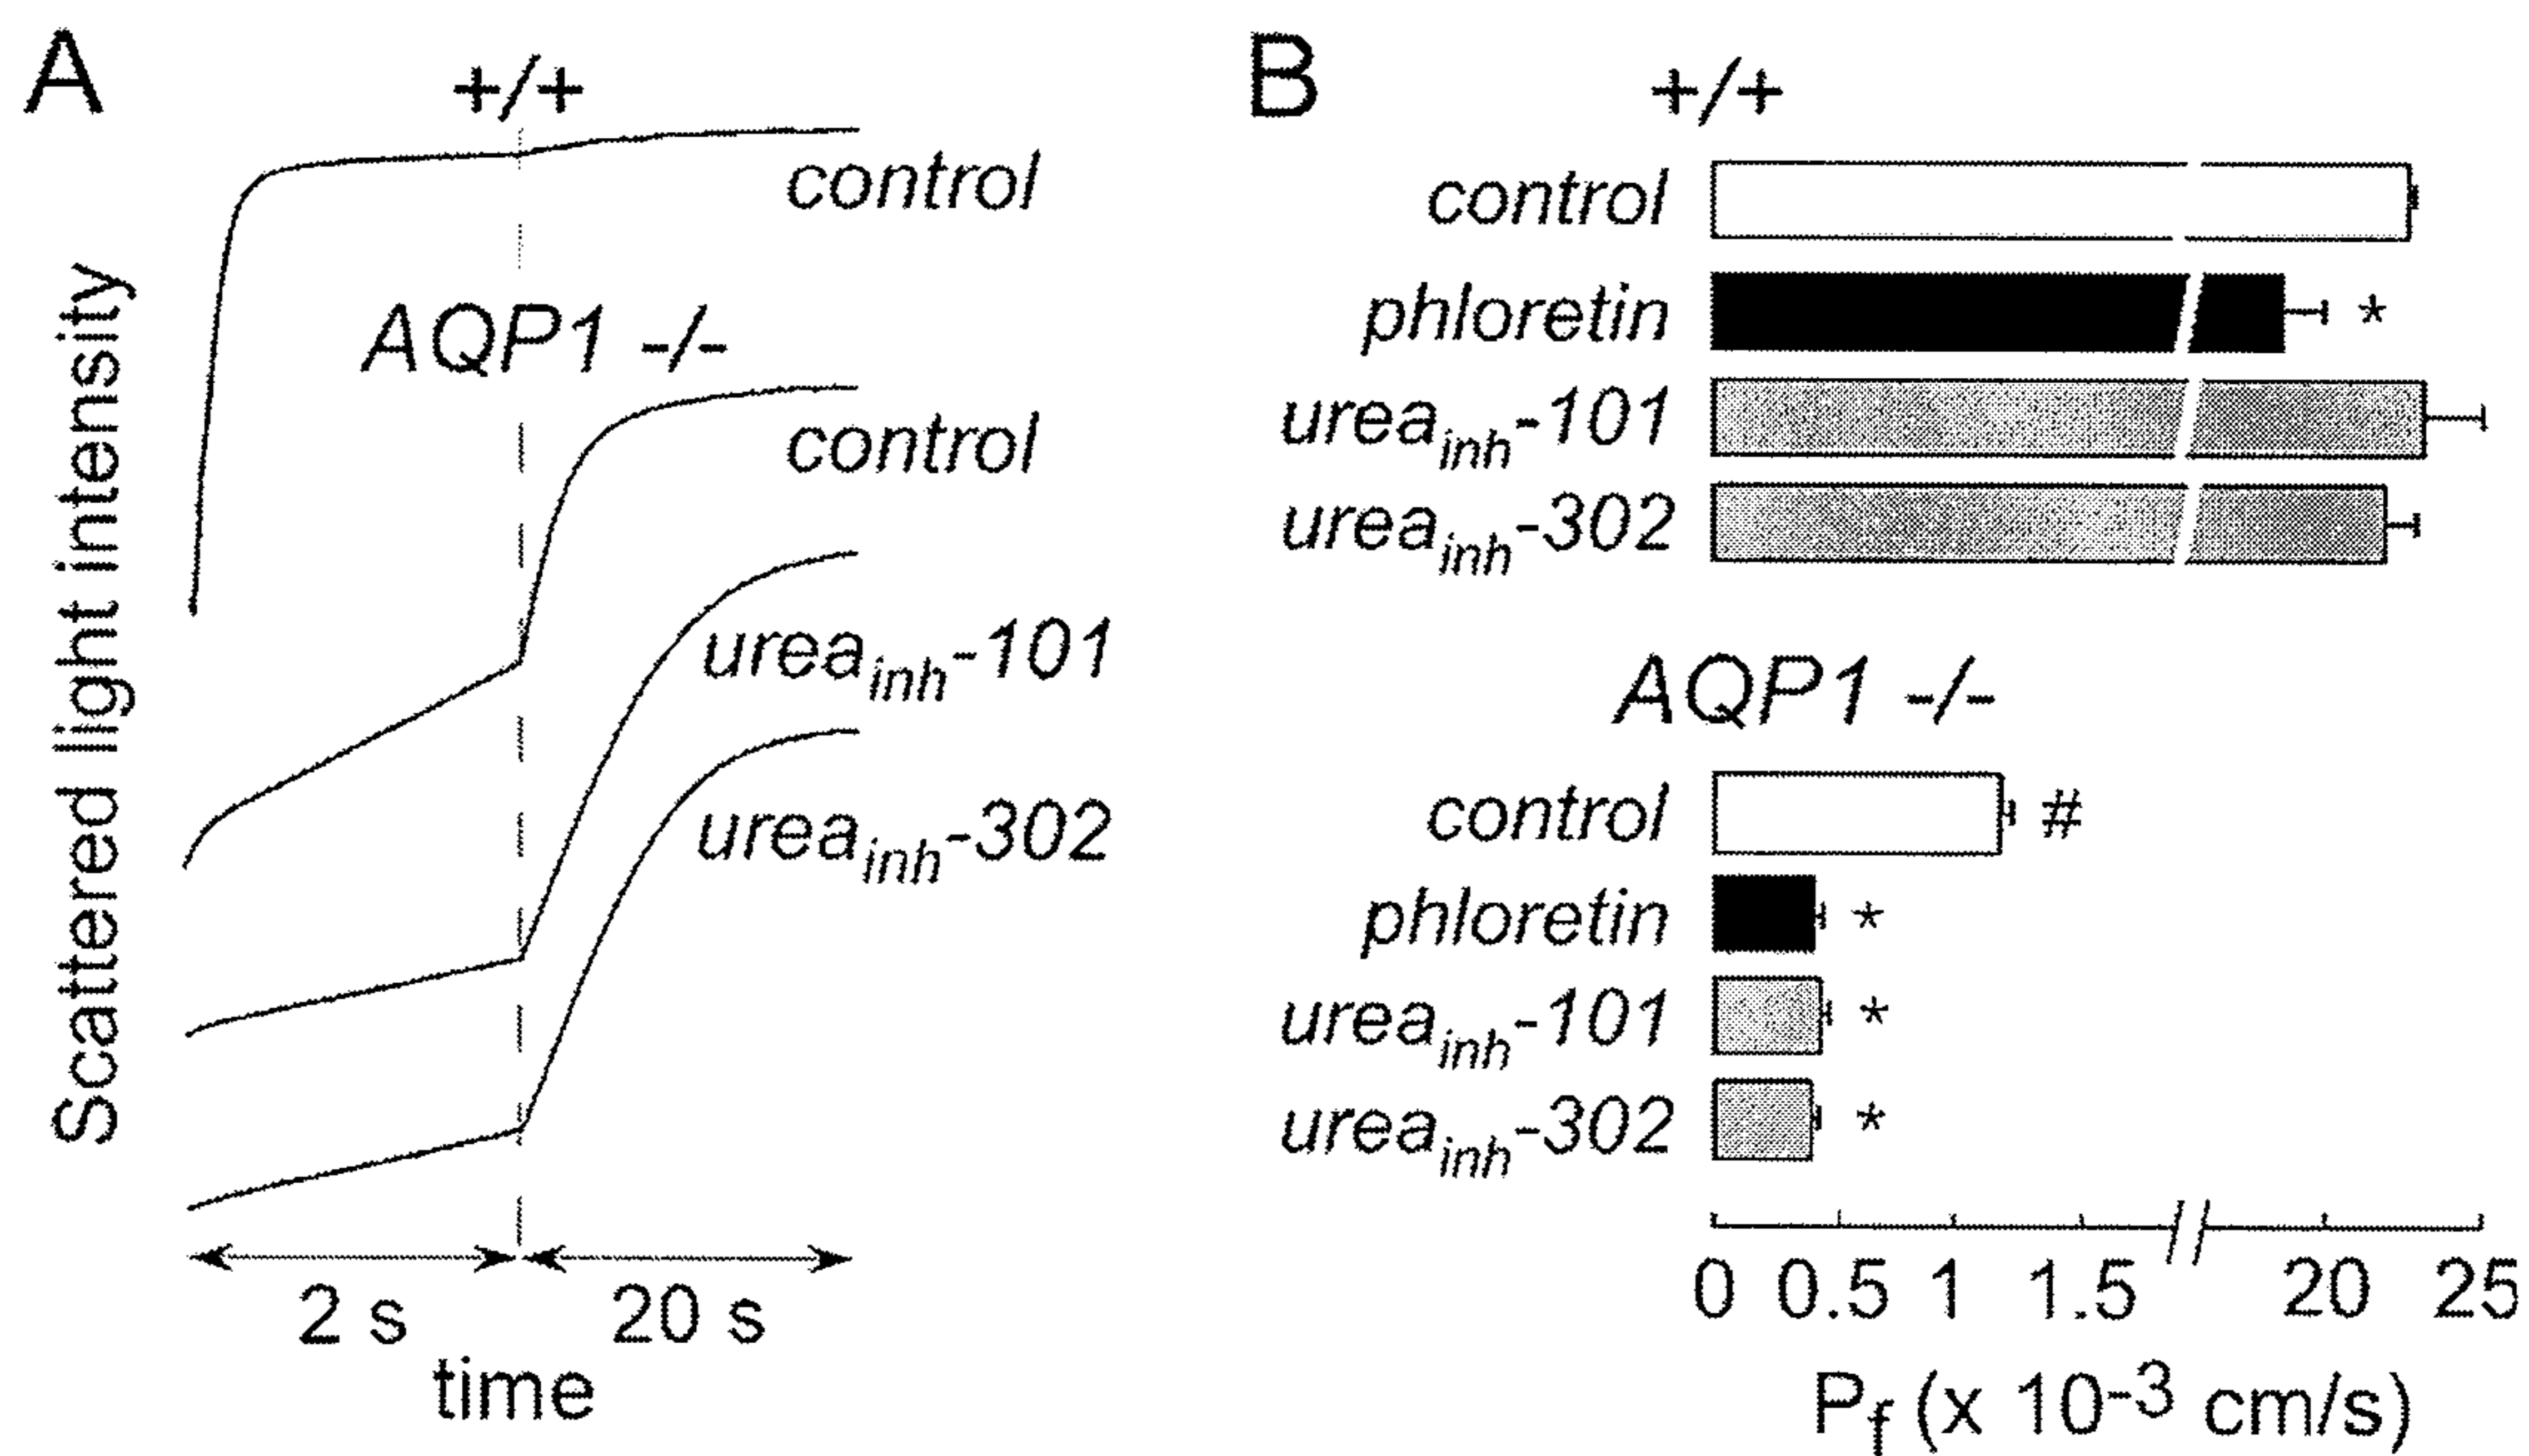 A
+/+
control
AQP1 -/-
control
urea_inh-101
urea_inh-302
Scattered light intensity
2 s
20 s
time
B
+/+
control
phloretin *
urea_inh-101
urea_inh-302
AQP1 -/-
control #
phloretin *
urea_inh-101 *
urea_inh-302 *
0 0.5 1 1.5 20 25
P_f (x 10^-3 cm/s)